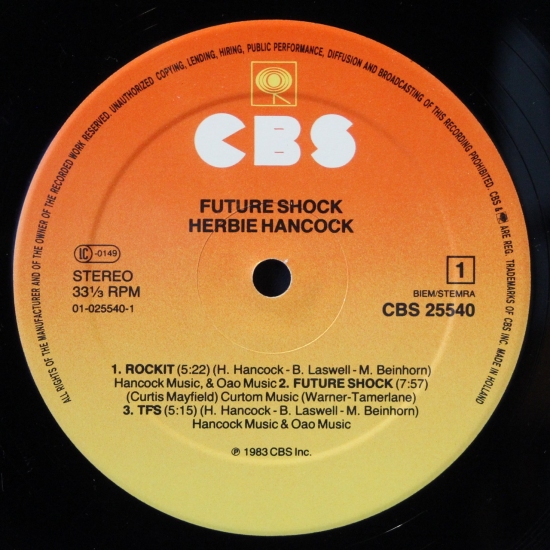 ALL RIGHTS OF THE MANUFACTURER AND OF THE OWNER OF THE RECORDED WORK RESERVED. UNAUTHORIZED COPYING, LENDING, HIRING, PUBLIC PERFORMANCE, DIFFUSION AND BROADCASTING OF THIS RECORDING PROHIBITED. CBS & ARE REG. TRADEMARKS OF CBS INC. MADE IN HOLLAND
CBS
FUTURE SHOCK
HERBIE HANCOCK
IC -0149
STEREO
33⅓ RPM
01-025540-1
1
BIEM/STEMRA
CBS 25540
1. ROCKIT (5:22) (H. Hancock - B. Laswell - M. Beinhorn)
Hancock Music, & Oao Music 2. FUTURE SHOCK (7:57)
(Curtis Mayfield) Curtom Music (Warner-Tamerlane)
3. TFS (5:15) (H. Hancock - B. Laswell - M. Beinhorn)
Hancock Music & Oao Music
℗ 1983 CBS Inc.